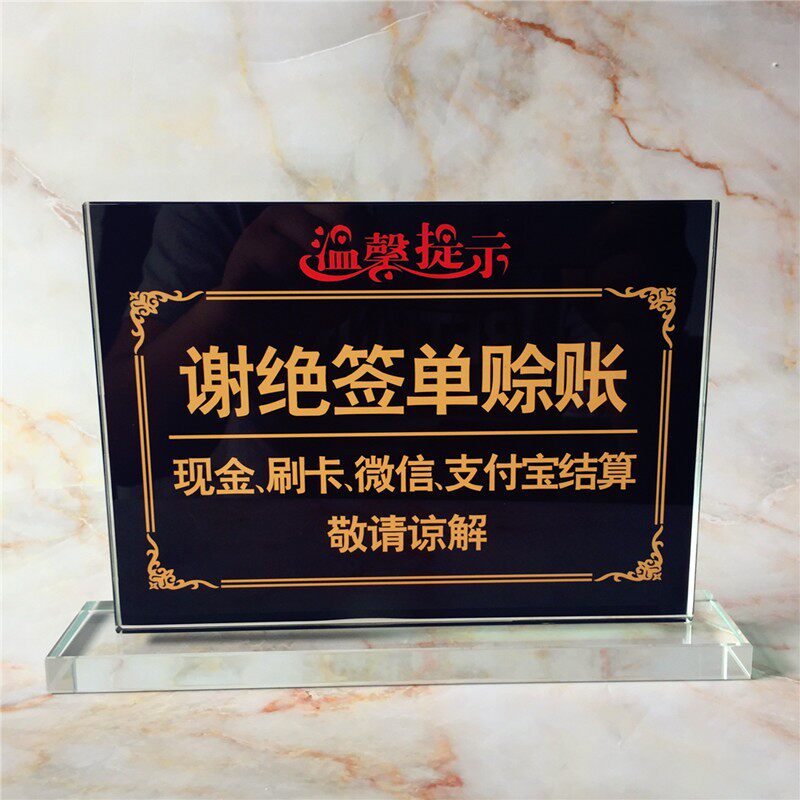 温馨提示
谢绝签单赊账
现金、刷卡、微信、支付宝结算
敬请谅解